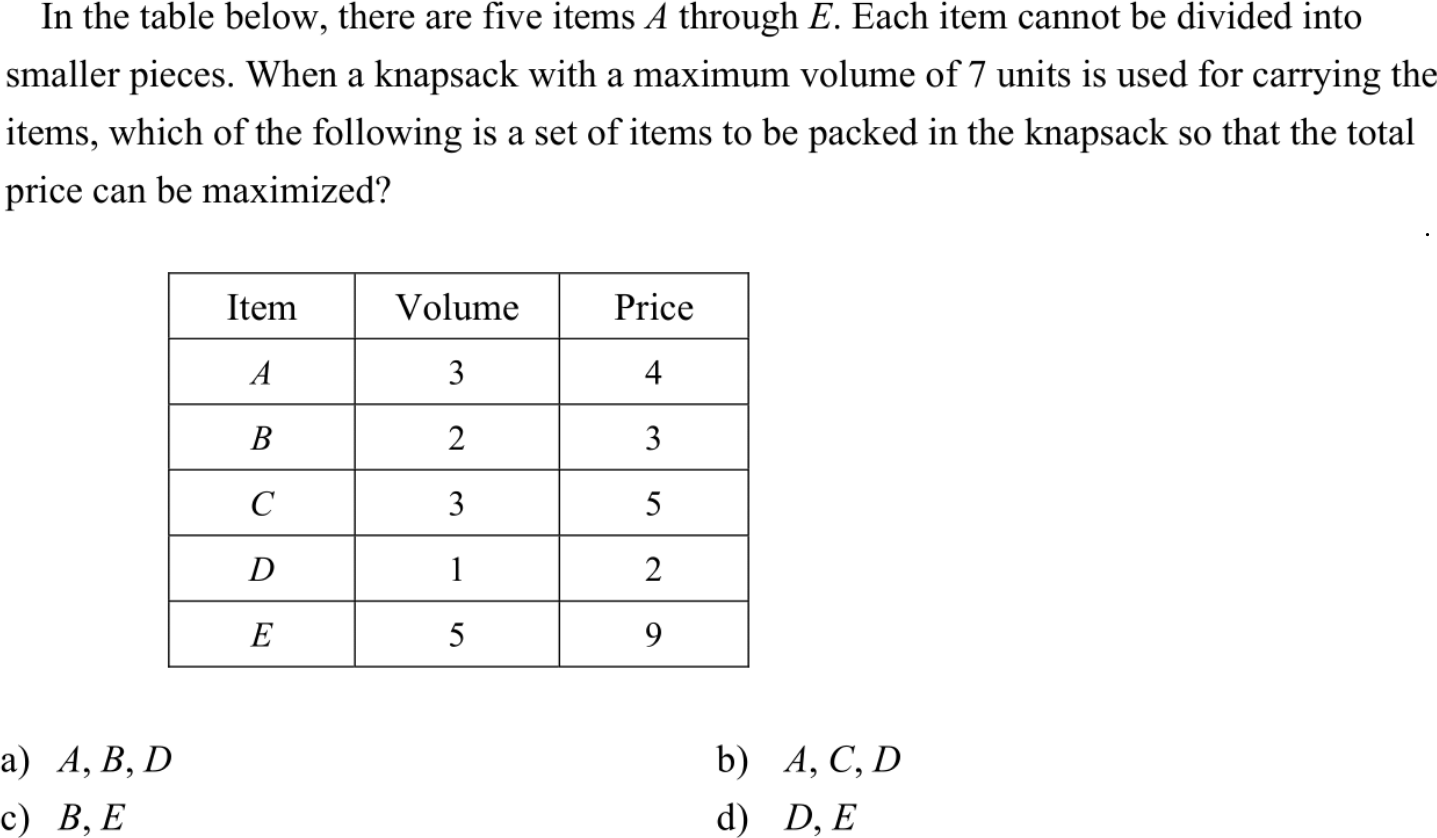 In the table below, there are five items A through E. Each item cannot be divided into
smaller pieces. When a knapsack with a maximum volume of 7 units is used for carrying the
items, which of the following is a set of items to be packed in the knapsack so that the total
price can be maximized?
Item Volume Price
A 3 4
B 2 3
C 3 5
D 1 2
E 5 9
a) A, B, D b) A, C, D
c) B, E d) D, E